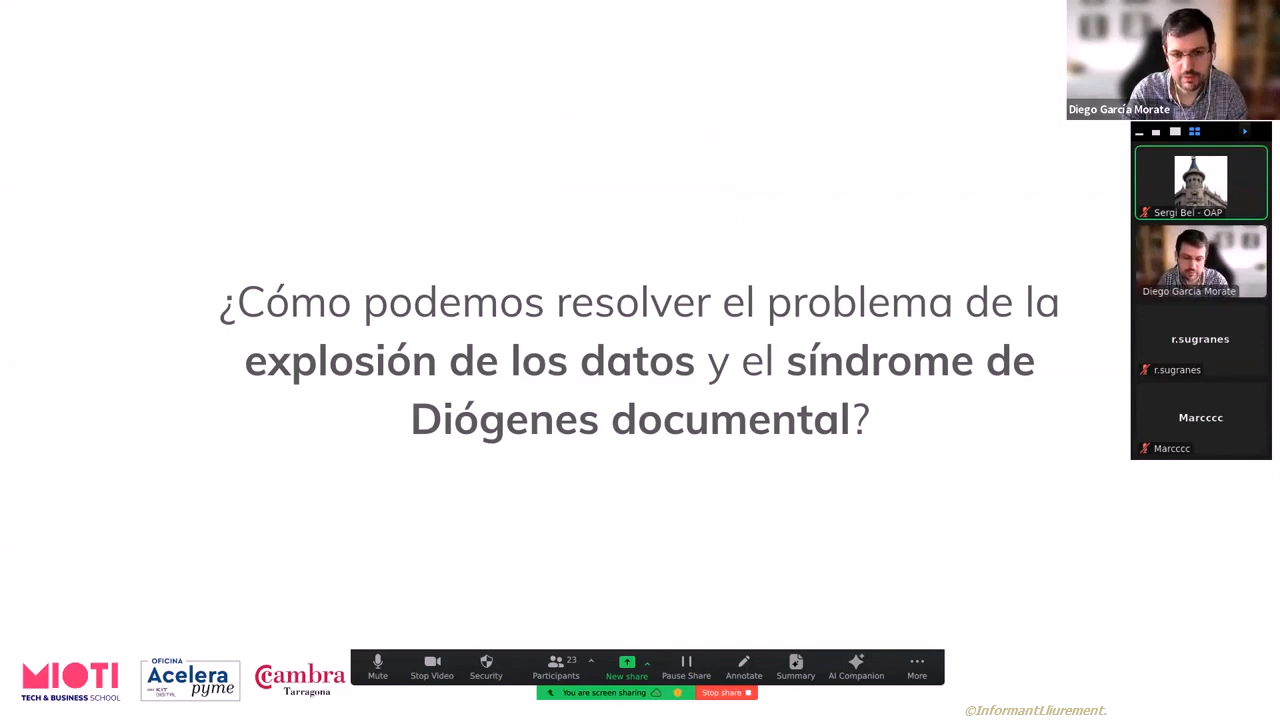 Diego García Morate
Sergi Bel - OAP
Diego García Morate
r.sugranes
r.sugranes
Marcccc
Marcccc
¿Cómo podemos resolver el problema de la
explosión de los datos y el síndrome de
Diógenes documental?
MIOTI
TECH & BUSINESS SCHOOL
OFICINA
Acelera
pyme
KIT
DIGITAL
Cambra
Tarragona
23
Mute
Stop Video
Security
Participants
New share
Pause Share
Annotate
Summary
AI Companion
More
You are screen sharing
Stop share
©InformantLliurement.